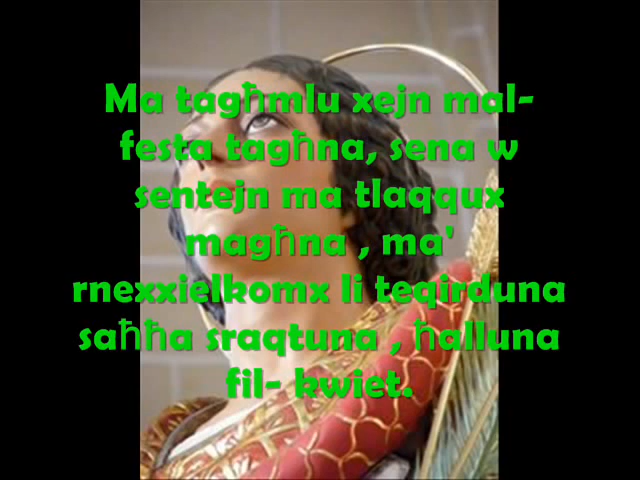 Ma tagħmlu xejn mal-
festa tagħna, sena w
sentejn ma tlaqqux
magħna , ma'
rnexxielkomx li teqirduna
saħħa sraqtuna , ħalluna
fil- kwiet.